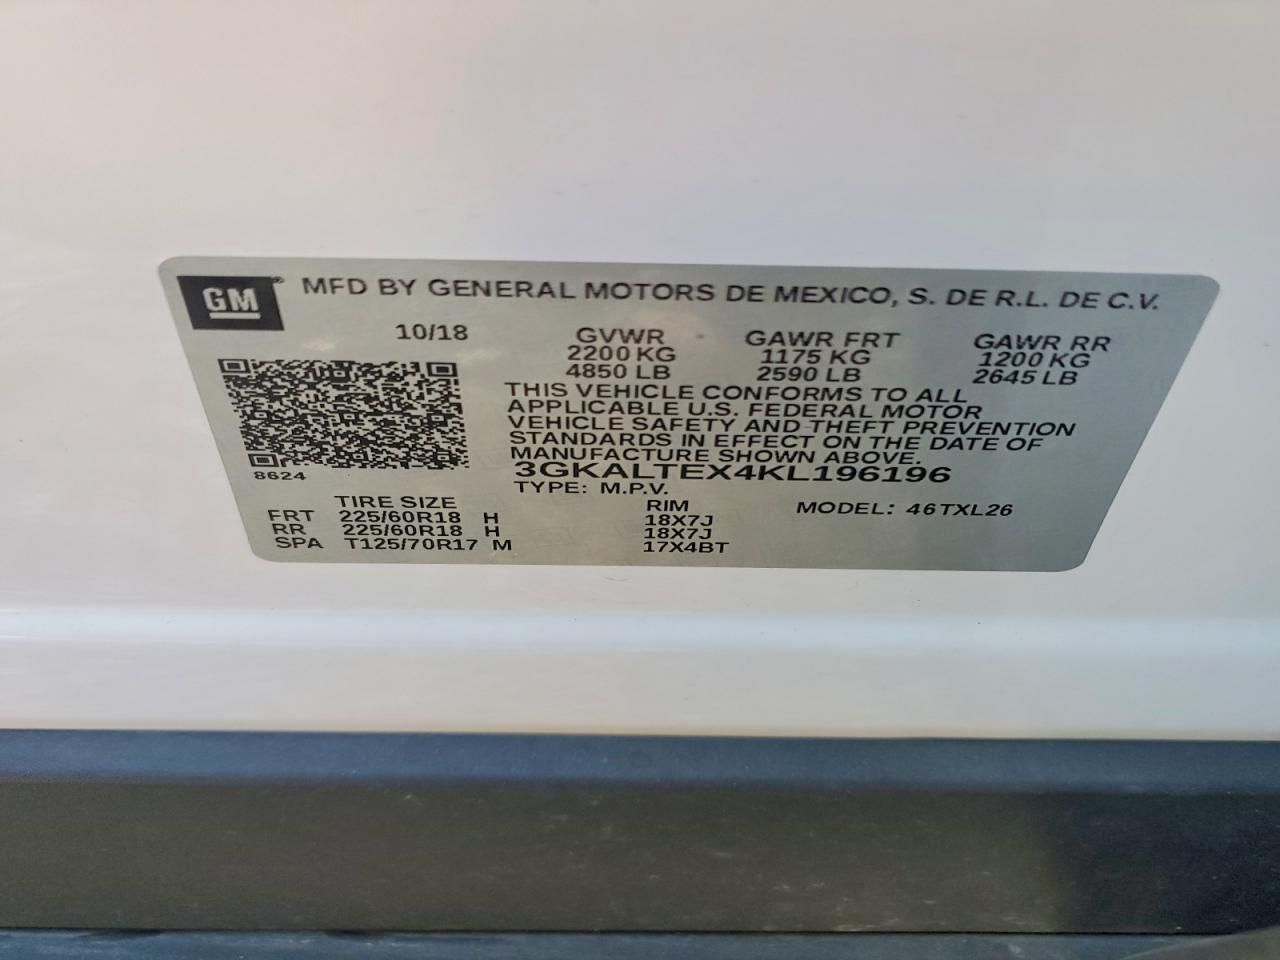 GM MFD BY GENERAL MOTORS DE MEXICO, S. DE R.L. DE C.V.
10/18 GVWR GAWR FRT GAWR RR
2200 KG 1175 KG 1200 KG
4850 LB 2590 LB 2645 LB
THIS VEHICLE CONFORMS TO ALL
APPLICABLE U.S. FEDERAL MOTOR
VEHICLE SAFETY AND THEFT PREVENTION
STANDARDS IN EFFECT ON THE DATE OF
MANUFACTURE SHOWN ABOVE.
8624 3GKALTEX4KL196196
TYPE: M.P.V.
TIRE SIZE RIM MODEL: 46TXL26
FRT 225/60R18 H 18X7J
RR 225/60R18 H 18X7J
SPA T125/70R17 M 17X4BT